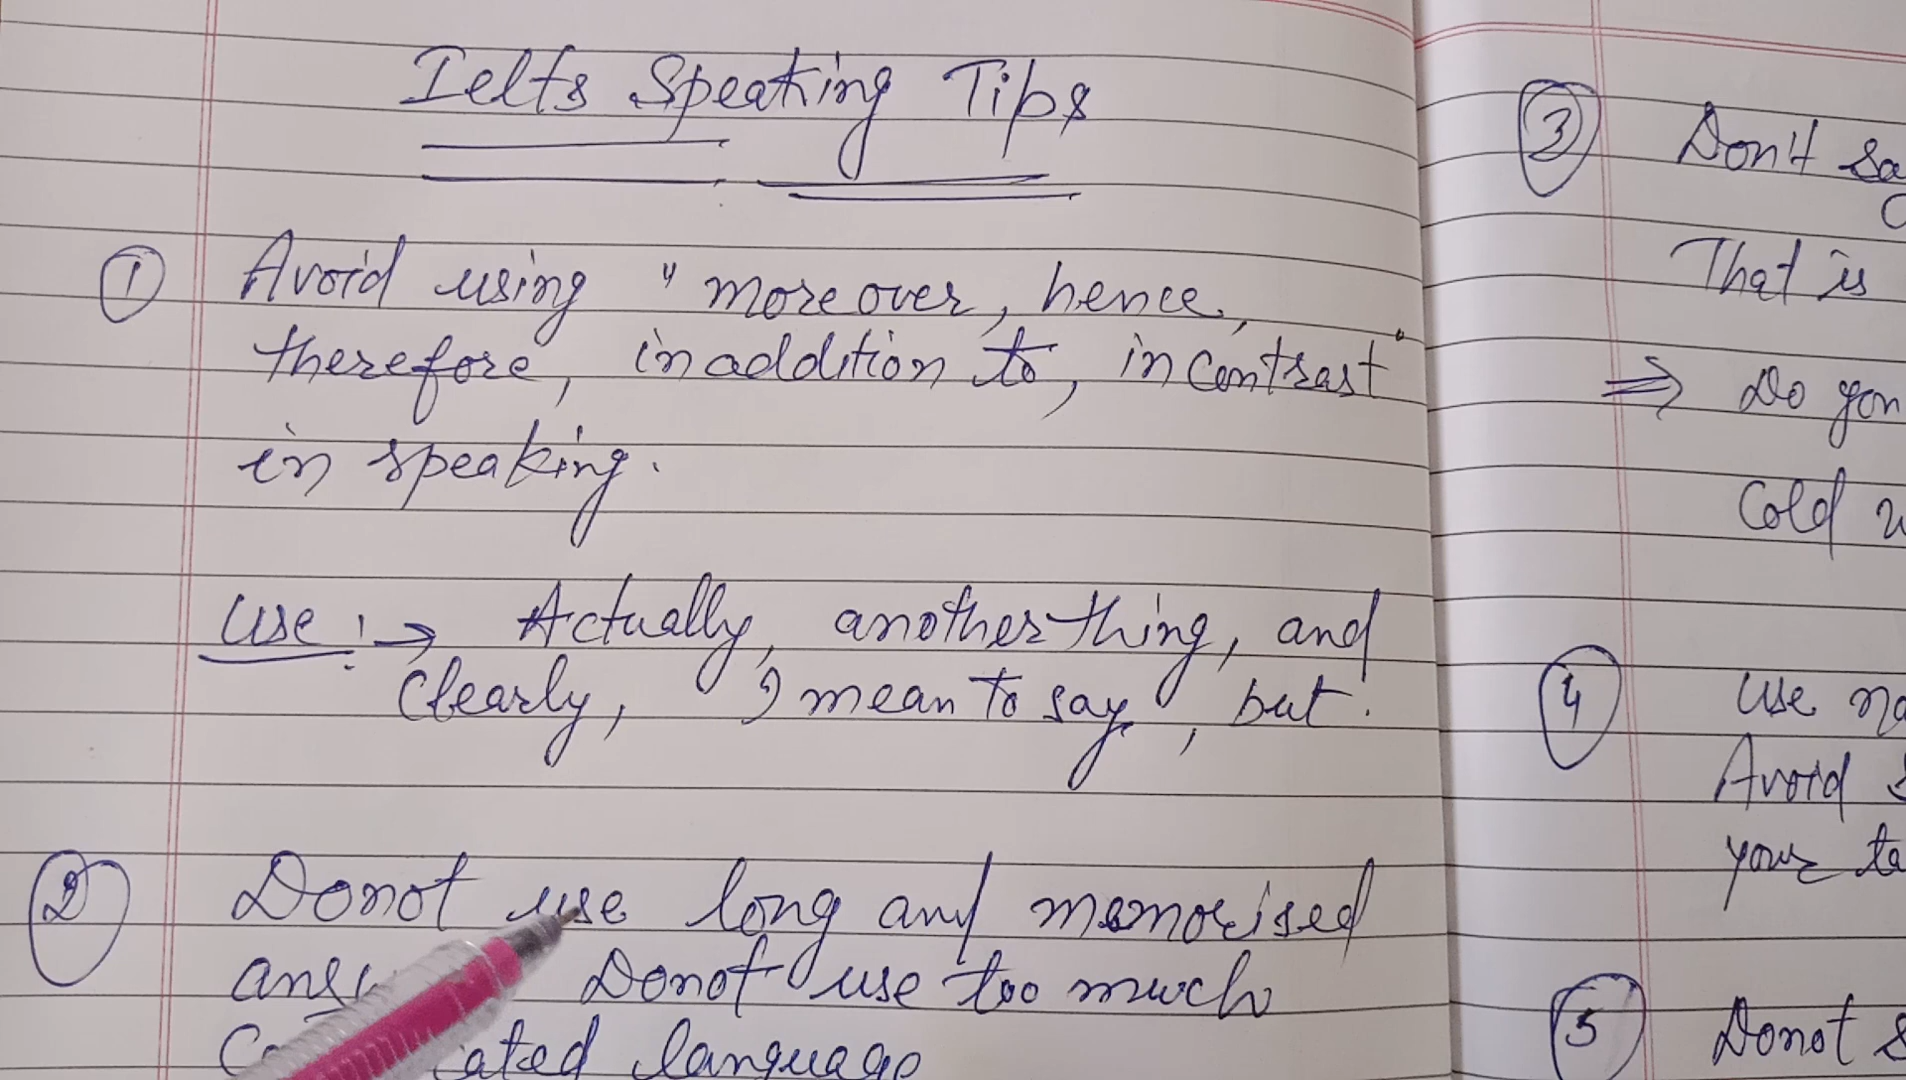 Ielts Speaking Tips
① Avoid using "moreover, hence,
therefore, in addition to, in contrast"
in speaking.
Use :→ Actually, another thing, and
Clearly, I mean to say, but.
② Donot use long and memorised
Donot use too much
language
③ Don't
That is
⇒ Do you
Cold
④ Use
Avoid
your
⑤ Donot